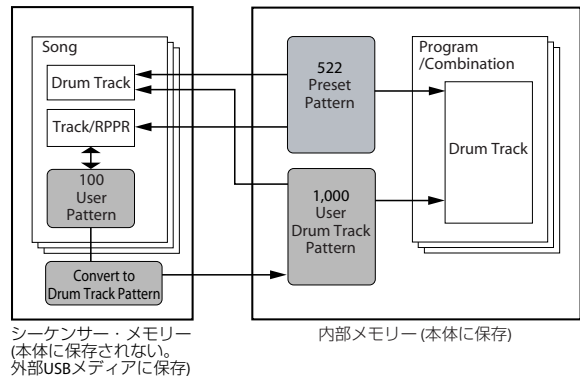 Song
Drum Track
Track/RPPR
100
User
Pattern
Convert to
Drum Track Pattern
シーケンサー・メモリー
(本体に保存されない。
外部USBメディアに保存)
522
Preset
Pattern
1,000
User
Drum Track
Pattern
Program
/Combination
Drum Track
内部メモリー (本体に保存)